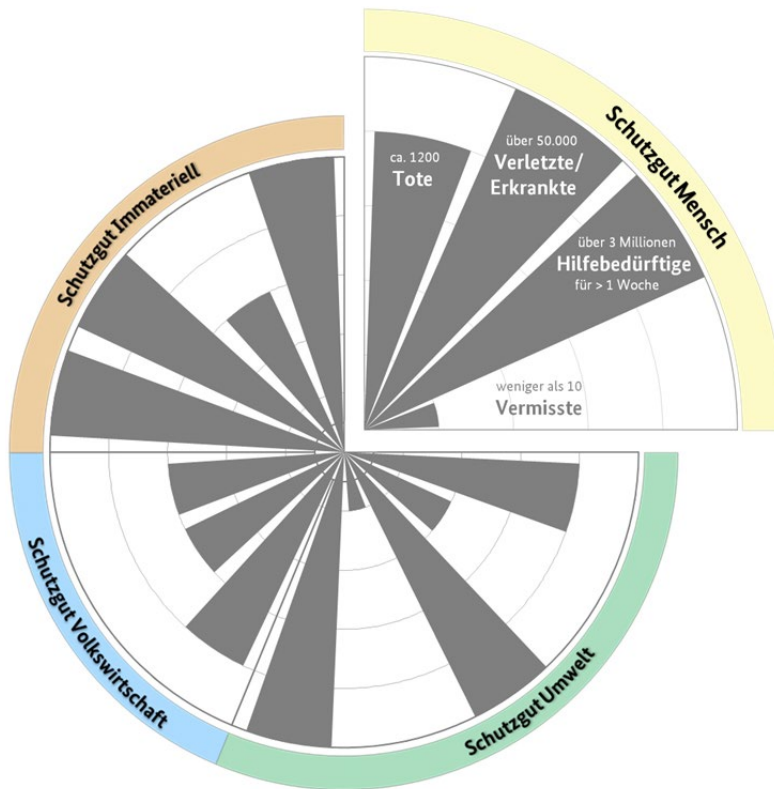 Schutzgut Mensch
ca. 1200
Tote
über 50.000
Verletzte/
Erkrankte
über 3 Millionen
Hilfebedürftige
für > 1 Woche
weniger als 10
Vermisste
Schutzgut Immateriell
Schutzgut Volkswirtschaft
Schutzgut Umwelt